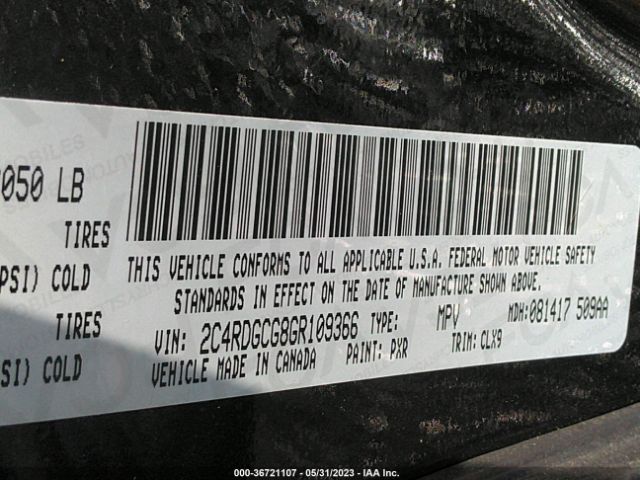 050 LB
TIRES
PSI) COLD
TIRES
SI) COLD
THIS VEHICLE CONFORMS TO ALL APPLICABLE U.S.A. FEDERAL MOTOR VEHICLE SAFETY
STANDARDS IN EFFECT ON THE DATE OF MANUFACTURE SHOWN ABOVE.
VIN: 2C4RDGCG8GR109366 TYPE: MPV MDH:081417 509AA
VEHICLE MADE IN CANADA PAINT: PXR TRIM: CLX9
000-36721107 - 05/31/2023 - IAA Inc.